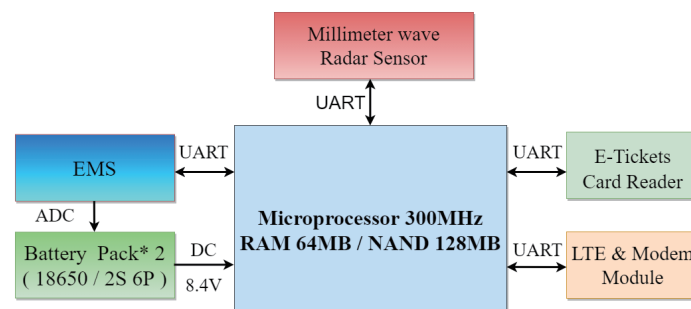 Millimeter wave
Radar Sensor
UART
EMS
UART
ADC
Battery Pack* 2
( 18650 / 2S 6P )
DC
8.4V
Microprocessor 300MHz
RAM 64MB / NAND 128MB
UART
E-Tickets
Card Reader
UART
LTE & Modem
Module